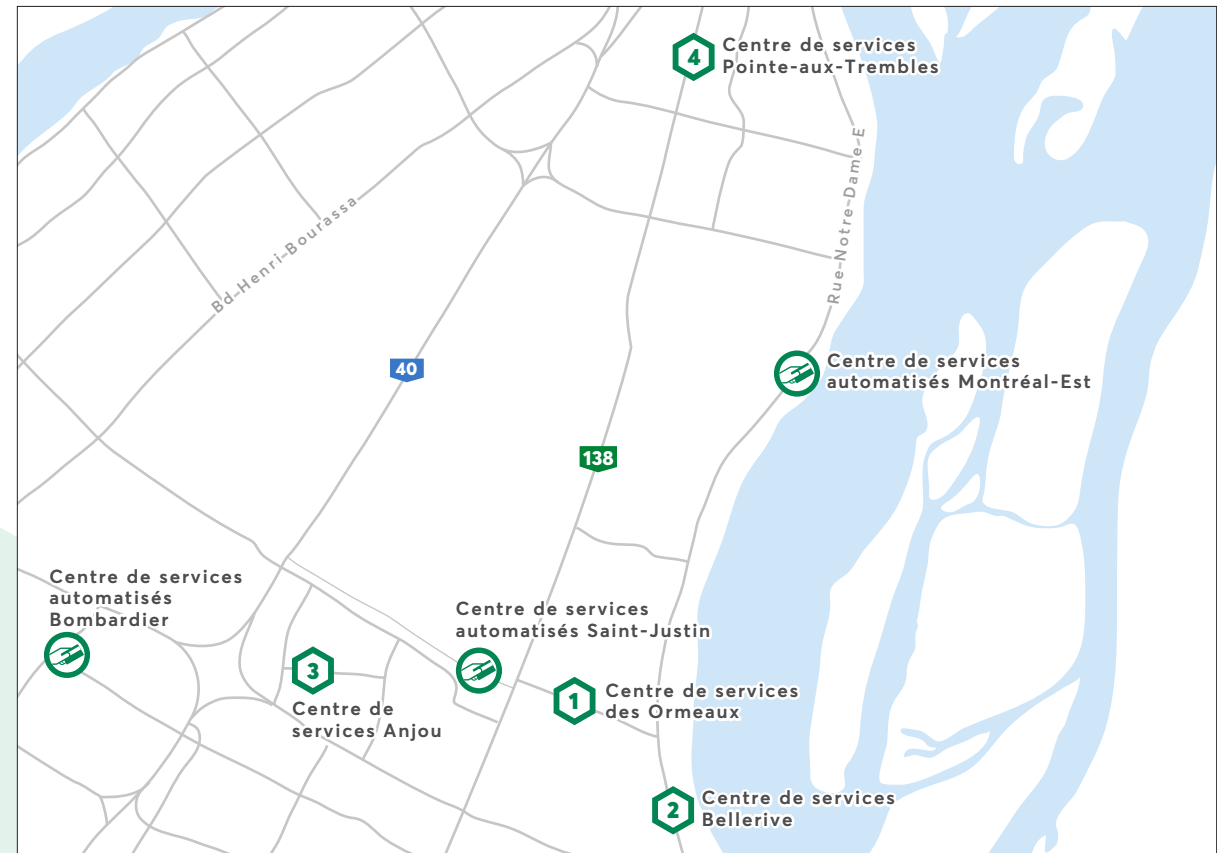 4
Centre de services
Pointe-aux-Trembles
Rue-Notre-Dame-E
Bd-Henri-Bourassa
40
Centre de services
automatisés Montréal-Est
138
Centre de services
automatisés
Bombardier
Centre de services
automatisés Saint-Justin
3
Centre de
services Anjou
1
Centre de services
des Ormeaux
2
Centre de services
Bellerive